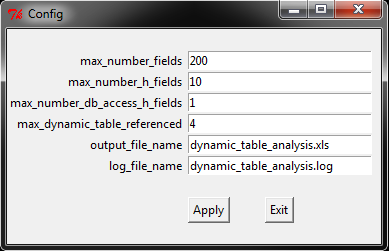 Config
max_number_fields 200
max_number_h_fields 10
max_number_db_access_h_fields 1
max_dynamic_table_referenced 4
output_file_name dynamic_table_analysis.xls
log_file_name dynamic_table_analysis.log
Apply Exit